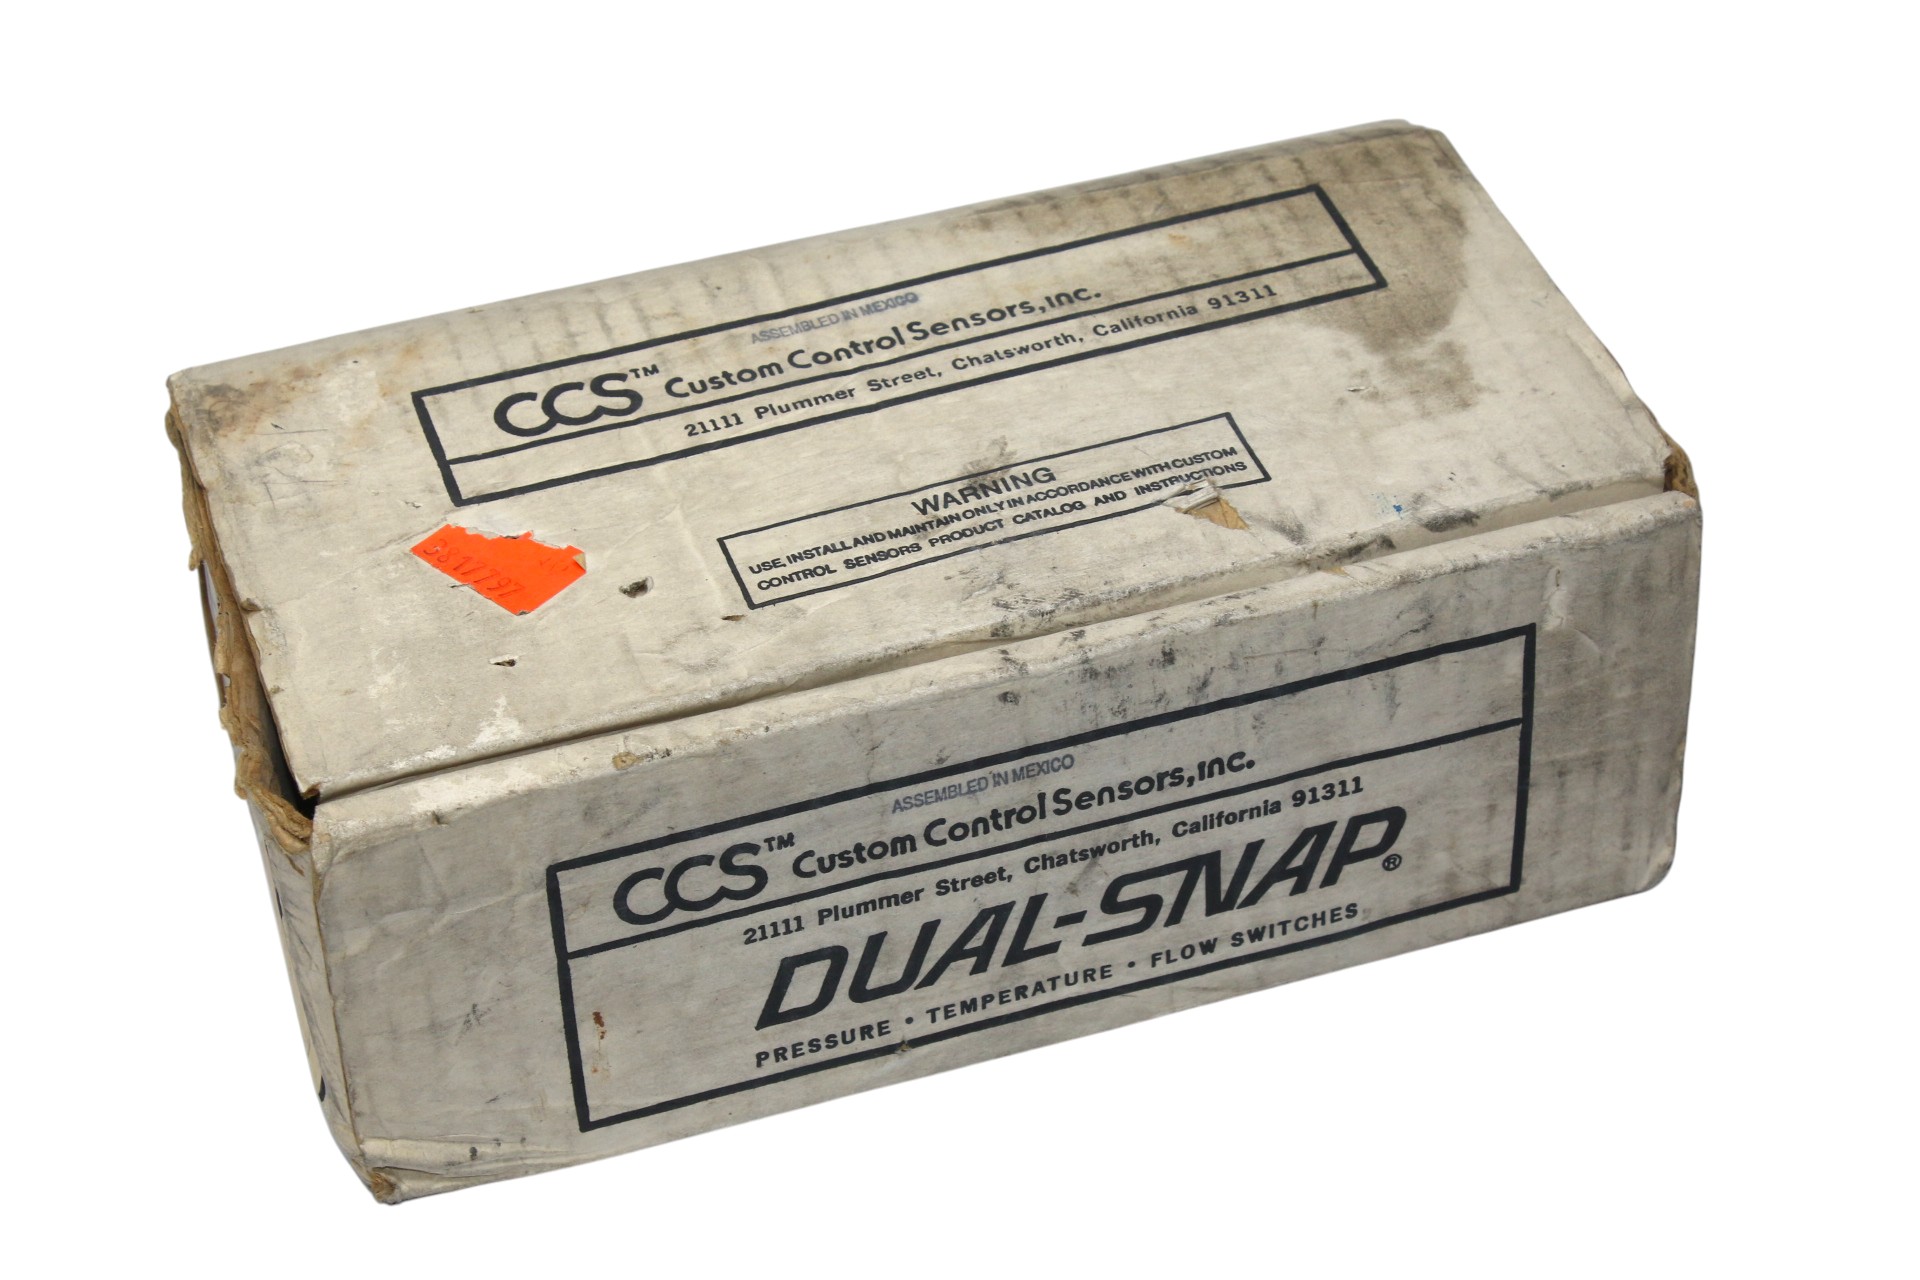 ASSEMBLED IN MEXICO
CCS™ Custom Control Sensors, Inc.
21111 Plummer Street, Chatsworth, California 91311
WARNING
USE, INSTALL AND MAINTAIN ONLY IN ACCORDANCE WITH CUSTOM
CONTROL SENSORS PRODUCT CATALOG AND INSTRUCTIONS
3817797
ASSEMBLED IN MEXICO
CCS™ Custom Control Sensors, Inc.
21111 Plummer Street, Chatsworth, California 91311
DUAL-SNAP®
PRESSURE • TEMPERATURE • FLOW SWITCHES